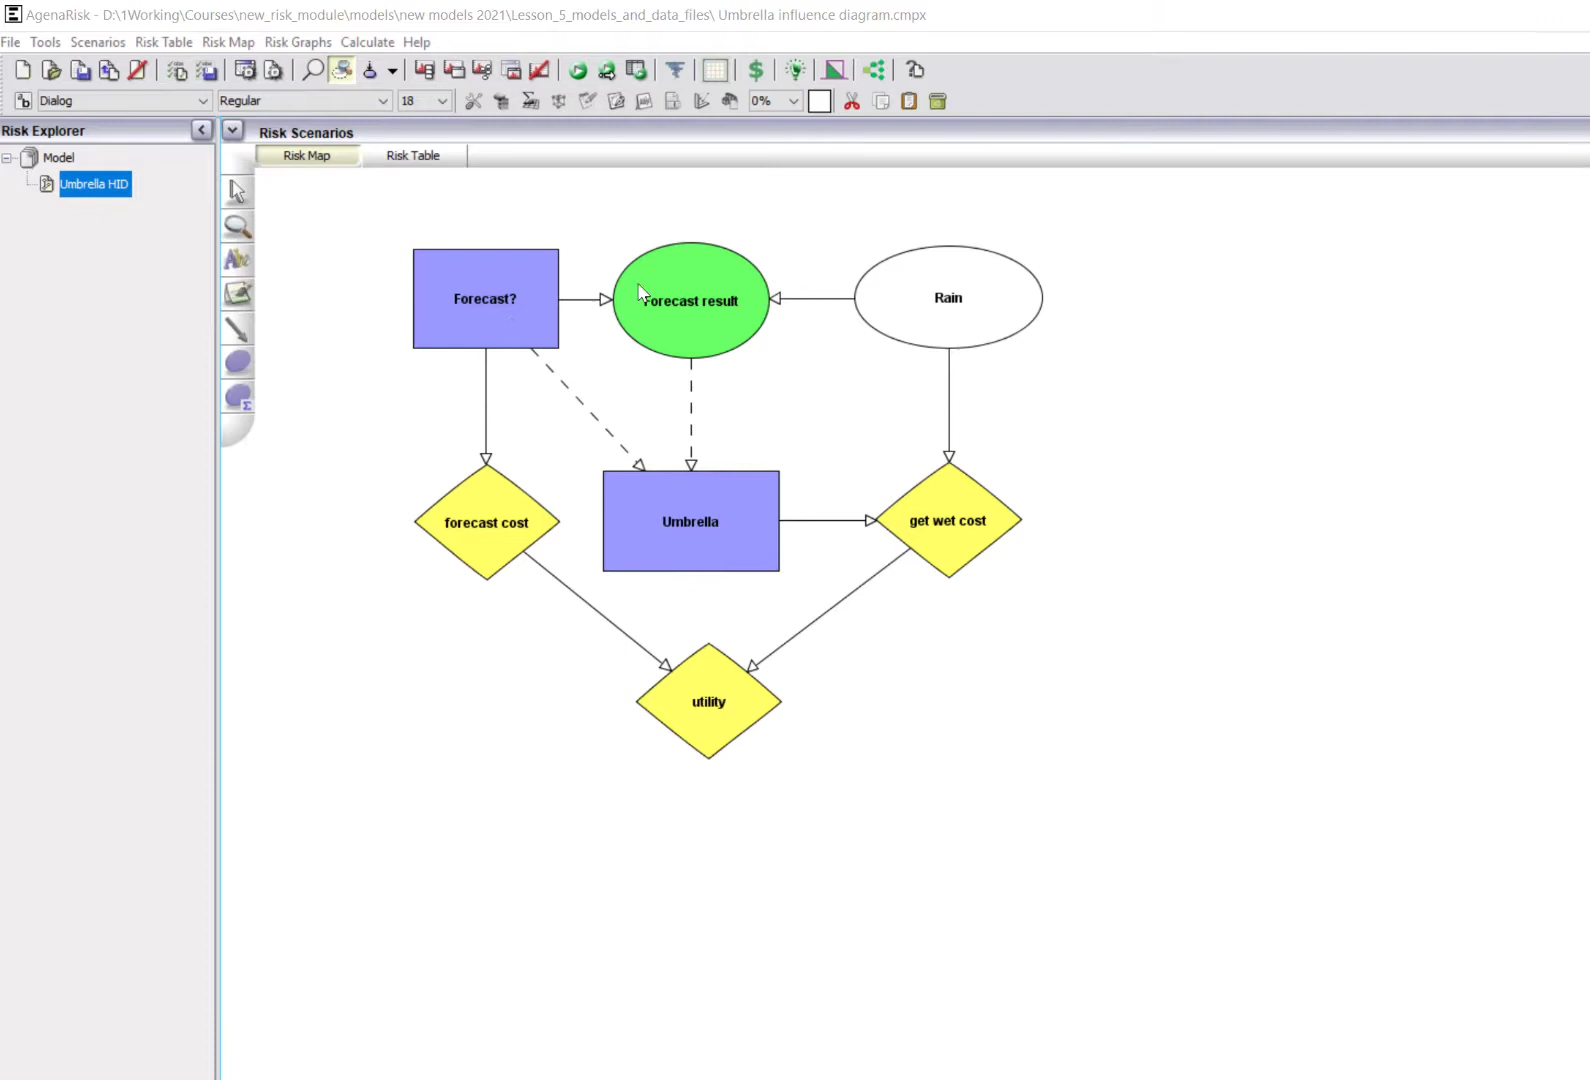 AgenaRisk - D:\1Working\Courses\new_risk_module\models\new models 2021\Lesson_5_models_and_data_files\ Umbrella influence diagram.cmpx
File Tools Scenarios Risk Table Risk Map Risk Graphs Calculate Help
Dialog Regular 18 0%
Risk Explorer
Risk Scenarios
Model
Risk Map Risk Table
Umbrella HID
Forecast? Forecast result Rain
forecast cost Umbrella get wet cost
utility